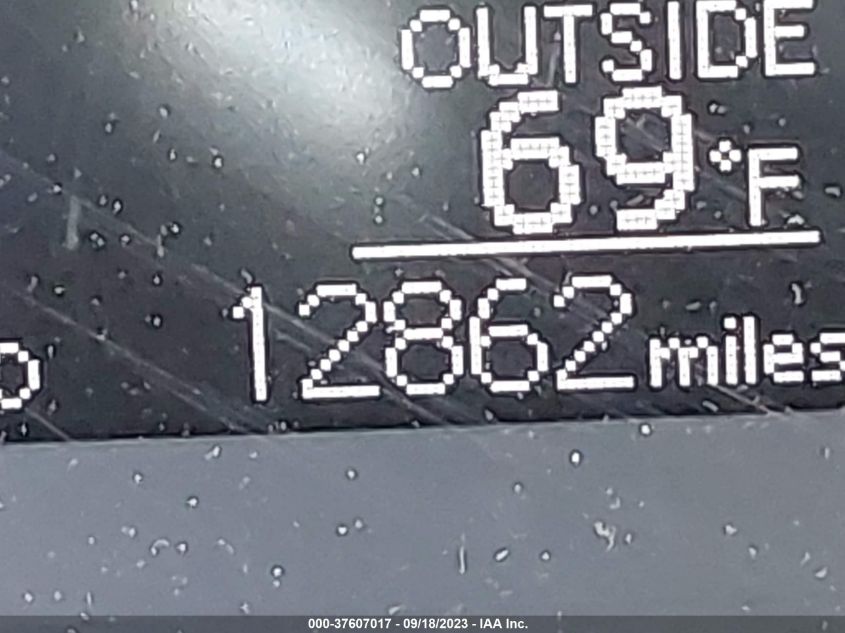 OUTSIDE
69°F
12862 miles
000-37607017 - 09/18/2023 - IAA Inc.